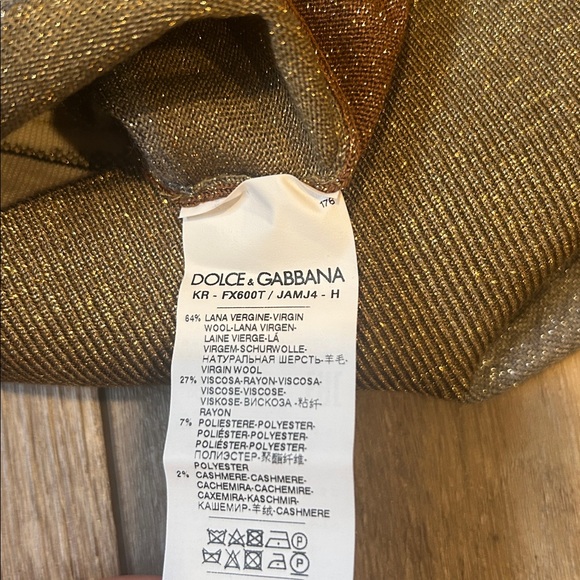 176
DOLCE & GABBANA
KR - FX600T / JAMJ4 - H
64% LANA VERGINE-VIRGIN
WOOL-LANA VIRGEN-
LAINE VIERGE-LÁ
VIRGEM-SCHURWOLLE-
НАТУРАЛЬНАЯ ШЕРСТЬ-羊毛-
VIRGIN WOOL
27% VISCOSA-RAYON-VISCOSA-
VISCOSE-VISCOSE-
VISKOSE-ВИСКОЗА -粘纤-
RAYON
7% POLIESTERE-POLYESTER-
POLIÉSTER-POLYESTER-
POLIÉSTER-POLYESTER-
ПОЛИЭСТЕР-聚酯纤维-
POLYESTER
2% CASHMERE-CASHMERE-
CACHEMIRA-CACHEMIRE-
CAXEMIRA-KASCHMIR-
КАШЕМИР-羊绒-CASHMERE
P
P